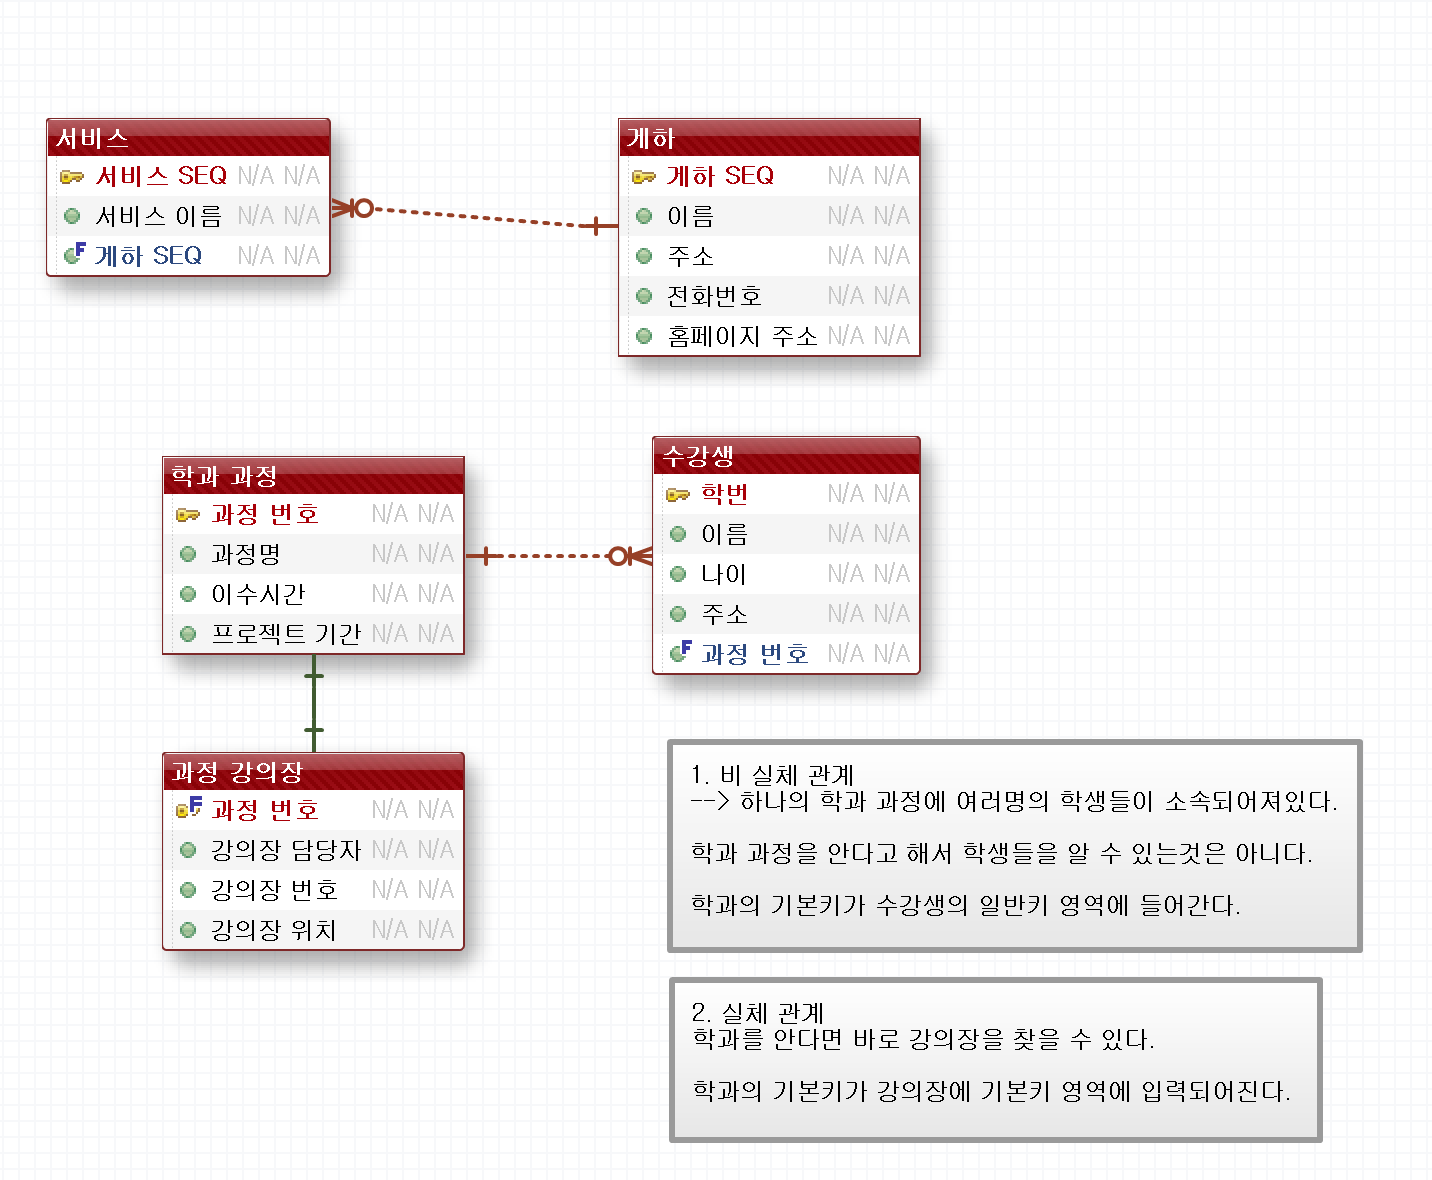 서비스
서비스 SEQ N/A N/A
서비스 이름 N/A N/A
F 게하 SEQ N/A N/A
게하
게하 SEQ N/A N/A
이름 N/A N/A
주소 N/A N/A
전화번호 N/A N/A
홈페이지 주소 N/A N/A
학과 과정
과정 번호 N/A N/A
과정명 N/A N/A
이수시간 N/A N/A
프로젝트 기간 N/A N/A
수강생
학번 N/A N/A
이름 N/A N/A
나이 N/A N/A
주소 N/A N/A
F 과정 번호 N/A N/A
과정 강의장
F 과정 번호 N/A N/A
강의장 담당자 N/A N/A
강의장 번호 N/A N/A
강의장 위치 N/A N/A
1. 비 실체 관계
--> 하나의 학과 과정에 여러명의 학생들이 소속되어져있다.
학과 과정을 안다고 해서 학생들을 알 수 있는것은 아니다.
학과의 기본키가 수강생의 일반키 영역에 들어간다.
2. 실체 관계
학과를 안다면 바로 강의장을 찾을 수 있다.
학과의 기본키가 강의장에 기본키 영역에 입력되어진다.